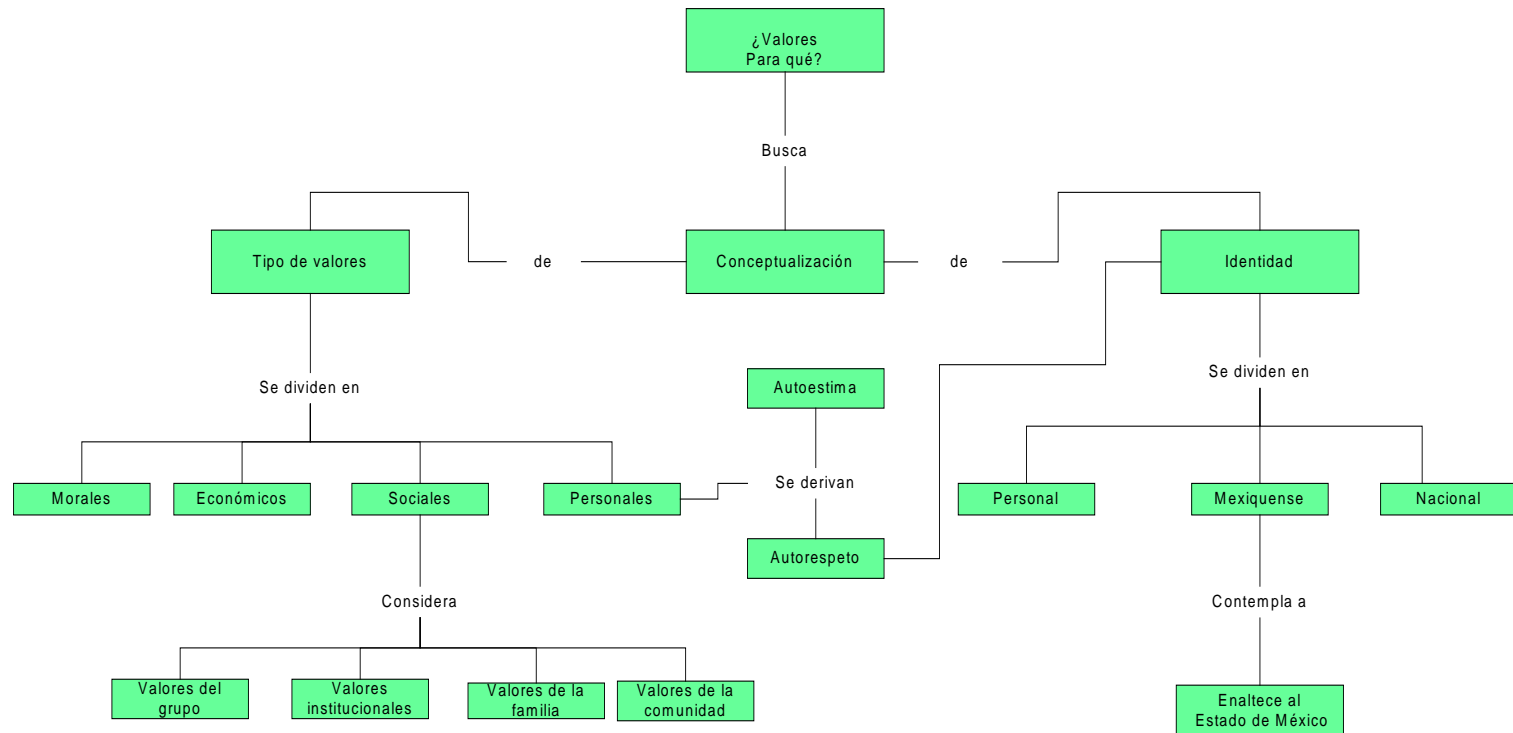 ¿Valores
Para qué?
Busca
Tipo de valores
de
Conceptualización
de
Identidad
Se dividen en
Autoestima
Se dividen en
Morales
Económicos
Sociales
Personales
Se derivan
Personal
Mexiquense
Nacional
Autorespeto
Considera
Contempla a
Valores del
grupo
Valores
institucionales
Valores de la
familia
Valores de la
comunidad
Enaltece al
Estado de México